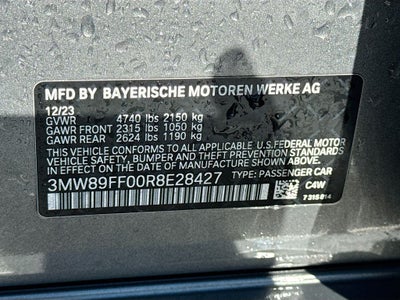 MFD BY BAYERISCHE MOTOREN WERKE AG
12/23
GVWR 4740 lbs 2150 kg
GAWR FRONT 2315 lbs 1050 kg
GAWR REAR 2624 lbs 1190 kg
THIS VEHICLE CONFORMS TO ALL APPLICABLE U.S.FEDERAL MOTOR
VEHICLE SAFETY, BUMPER AND THEFT PREVENTION STANDARDS
IN EFFECT ON THE DATE OF MANUFACTURE SHOWN ABOVE.
3MW89FF00R8E28427 TYPE: PASSENGER CAR
C4W
7315814